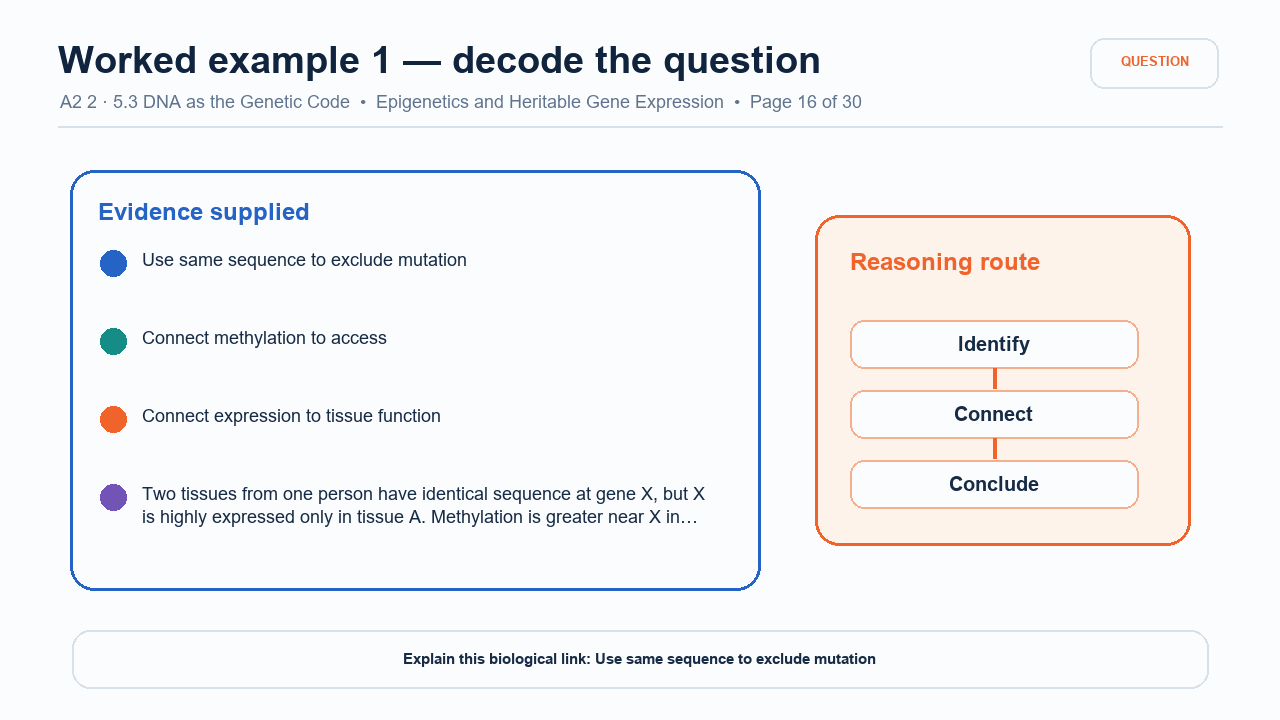 Worked example 1 — decode the question
QUESTION
A2 2 · 5.3 DNA as the Genetic Code • Epigenetics and Heritable Gene Expression • Page 16 of 30
Evidence supplied
Use same sequence to exclude mutation
Connect methylation to access
Connect expression to tissue function
Two tissues from one person have identical sequence at gene X, but X
is highly expressed only in tissue A. Methylation is greater near X in…
Reasoning route
Identify
Connect
Conclude
Explain this biological link: Use same sequence to exclude mutation